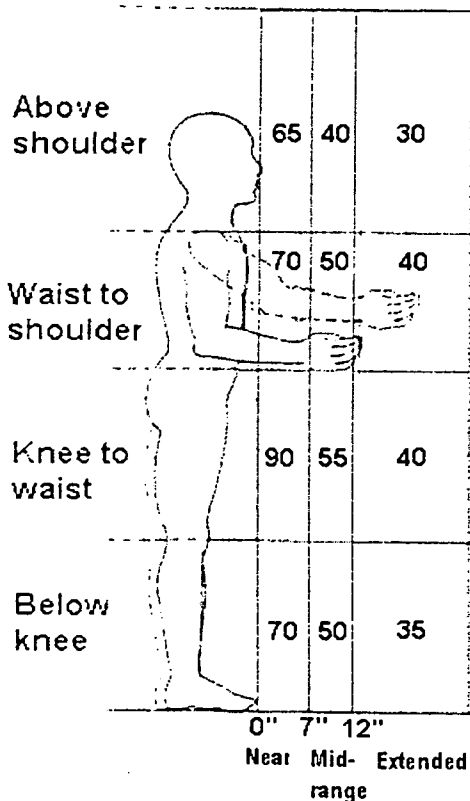 Above
shoulder
65 40 30
Waist to
shoulder
70 50 40
Knee to
waist
90 55 40
Below
knee
70 50 35
0" 7" 12"
Near Mid-
range Extended